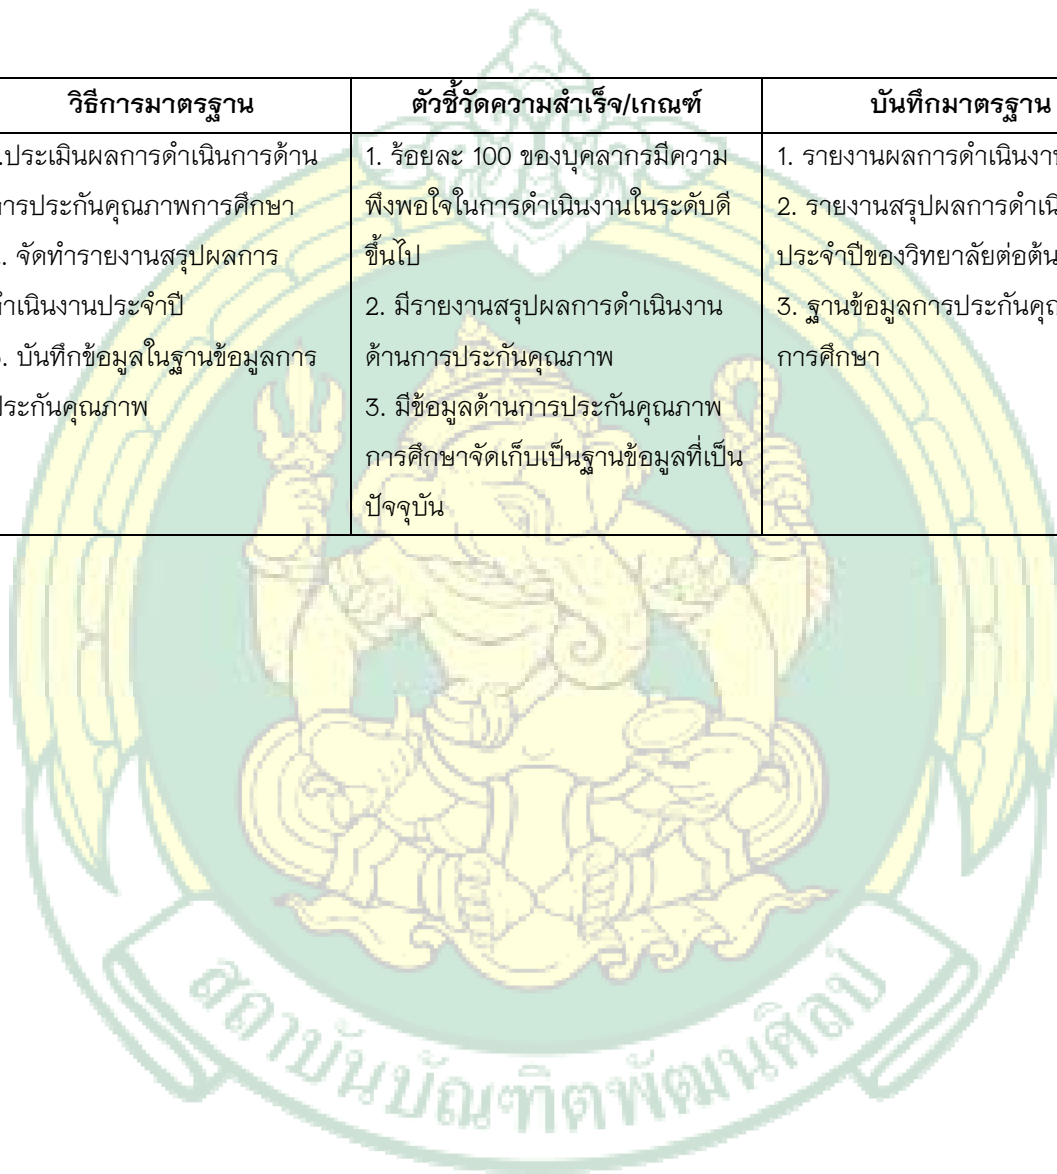 วิธีการมาตรฐาน
ตัวชี้วัดความสำเร็จ/เกณฑ์
บันทึกมาตรฐาน
.ประเมินผลการดำเนินการด้าน
การประกันคุณภาพการศึกษา
. จัดทำรายงานสรุปผลการ
ดำเนินงานประจำปี
. บันทึกข้อมูลในฐานข้อมูลการ
ประกันคุณภาพ
1. ร้อยละ 100 ของบุคลากรมีความ
พึงพอใจในการดำเนินงานในระดับดี
ขึ้นไป
2. มีรายงานสรุปผลการดำเนินงาน
ด้านการประกันคุณภาพ
3. มีข้อมูลด้านการประกันคุณภาพ
การศึกษาจัดเก็บเป็นฐานข้อมูลที่เป็น
ปัจจุบัน
1. รายงานผลการดำเนินงา
2. รายงานสรุปผลการดำเนิ
ประจำปีของวิทยาลัยต่อต้น
3. ฐานข้อมูลการประกันคุ
การศึกษา
สถาบันบัณฑิตพัฒนศิลป์